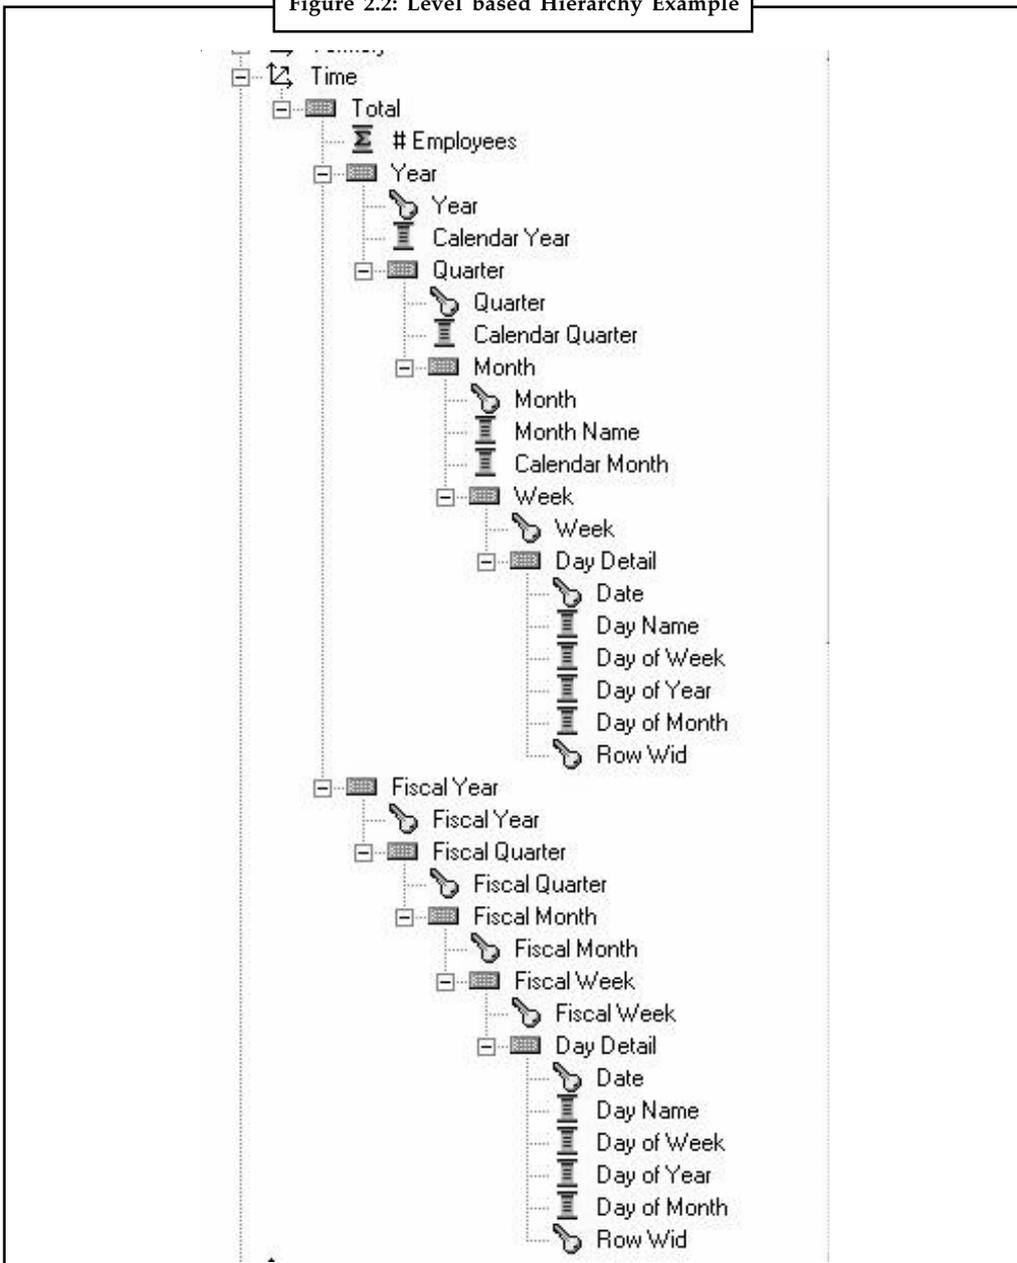 Figure 2.2: Level based Hierarchy Example
Time
Total
# Employees
Year
Year
Calendar Year
Quarter
Quarter
Calendar Quarter
Month
Month
Month Name
Calendar Month
Week
Week
Day Detail
Date
Day Name
Day of Week
Day of Year
Day of Month
Row Wid
Fiscal Year
Fiscal Year
Fiscal Quarter
Fiscal Quarter
Fiscal Month
Fiscal Month
Fiscal Week
Fiscal Week
Day Detail
Date
Day Name
Day of Week
Day of Year
Day of Month
Row Wid